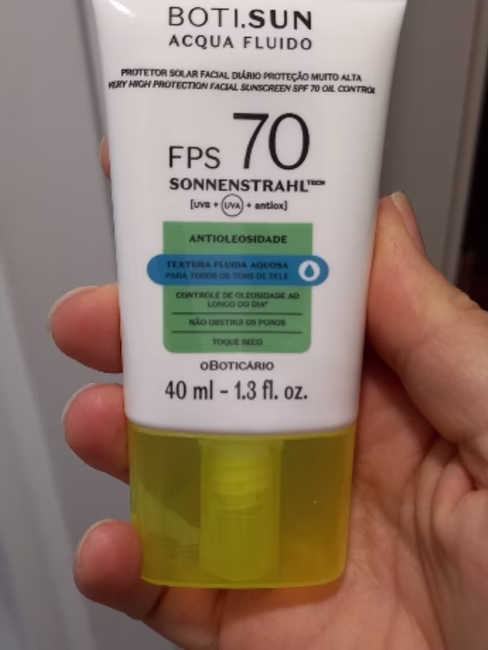 BOTI.SUN
ACQUA FLUIDO
PROTETOR SOLAR FACIAL DIÁRIO PROTEÇÃO MUITO ALTA
VERY HIGH PROTECTION FACIAL SUNSCREEN SPF 70 OIL CONTROL
FPS 70
SONNENSTRAHL TECH
[UVB + UVA + antiox]
ANTIOLEOSIDADE
TEXTURA FLUIDA AQUOSA
PARA TODOS OS TONS DE PELE
CONTROLE DE OLEOSIDADE AO
LONGO DO DIA*
NÃO OBSTRUI OS POROS
TOQUE SECO
oBOTICÁRIO
40 ml - 1.3 fl. oz.